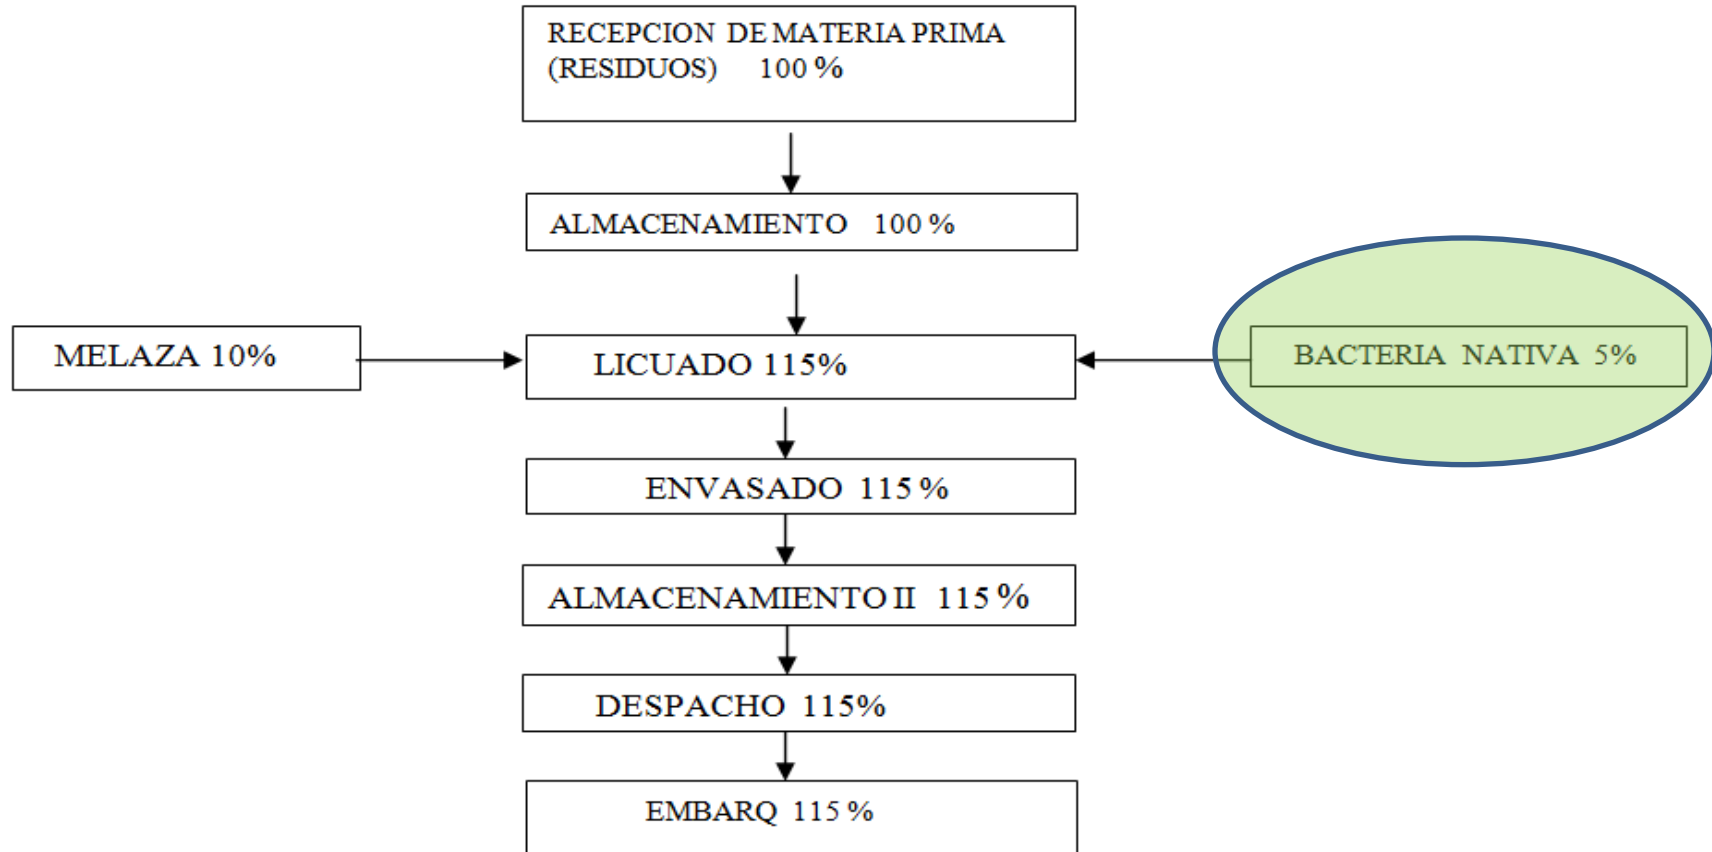 RECEPCION DE MATERIA PRIMA
(RESIDUOS) 100 %
ALMACENAMIENTO 100 %
MELAZA 10%
LICUADO 115%
BACTERIA NATIVA 5%
ENVASADO 115 %
ALMACENAMIENTO II 115 %
DESPACHO 115%
EMBARQ 115 %